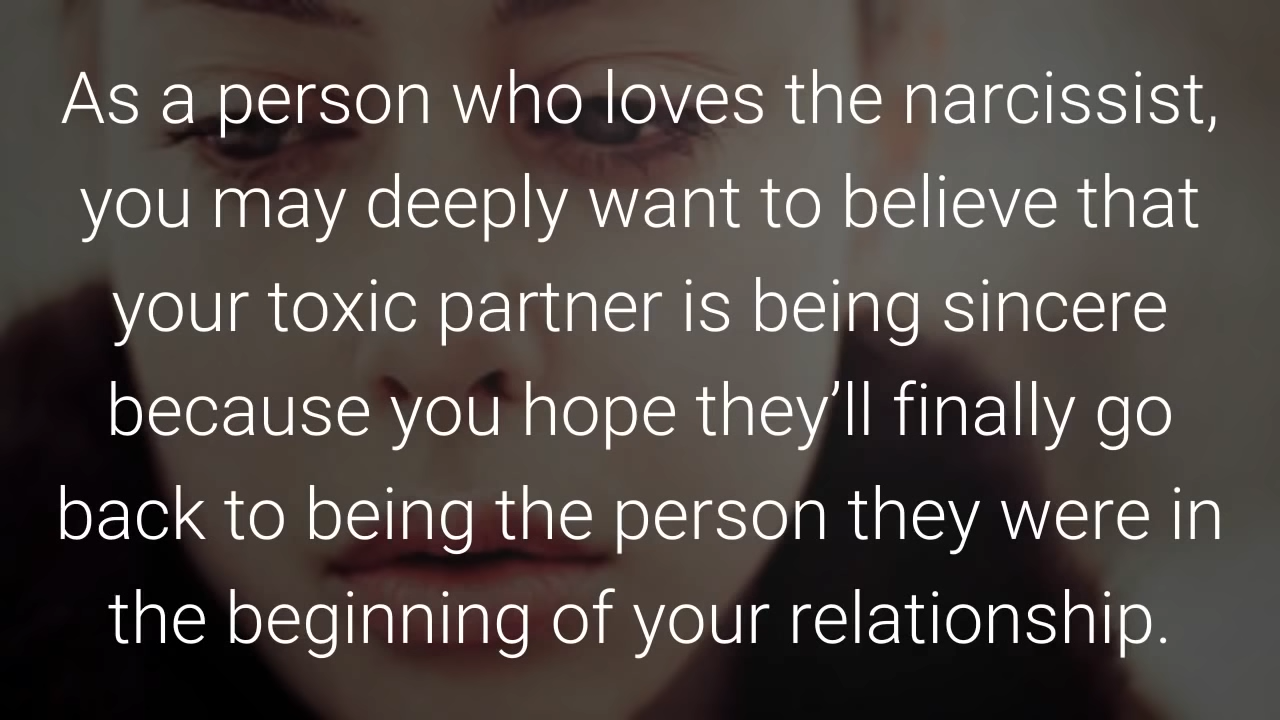 As a person who loves the narcissist,
you may deeply want to believe that
your toxic partner is being sincere
because you hope they’ll finally go
back to being the person they were in
the beginning of your relationship.